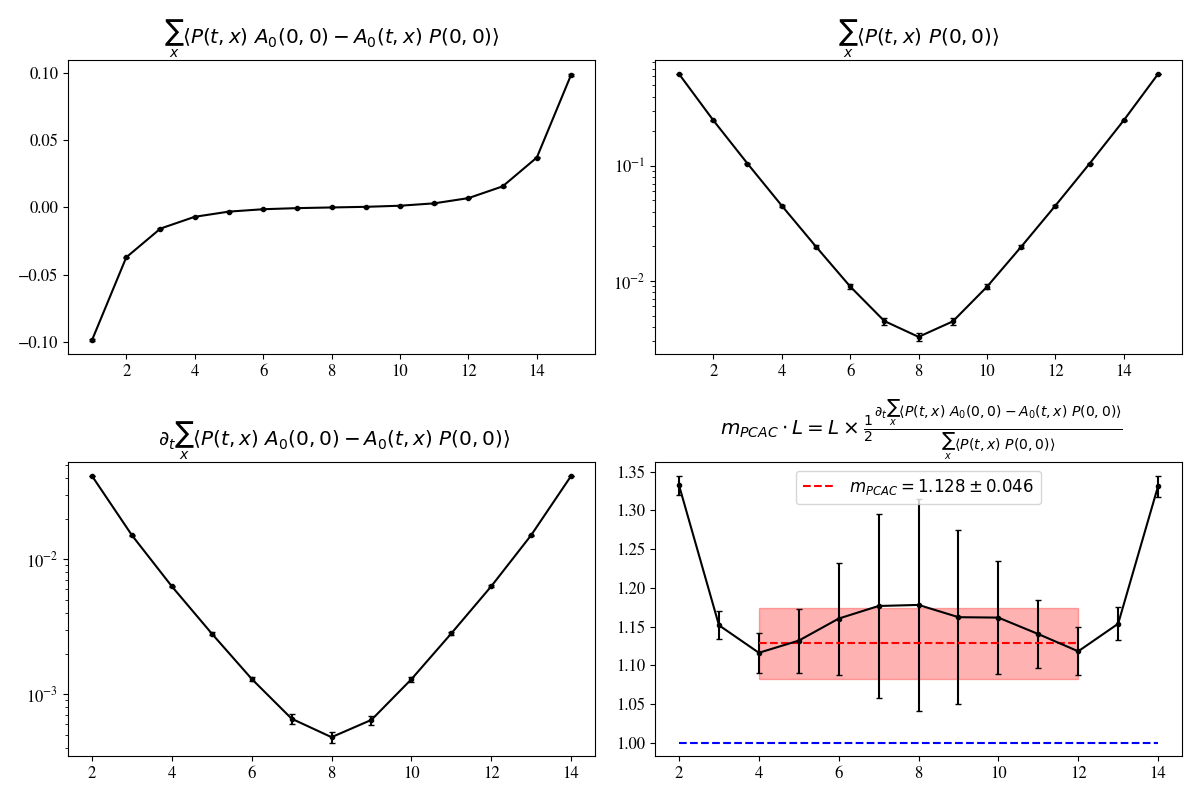 ∑ₓ⟨P(t, x) A₀(0, 0) − A₀(t, x) P(0, 0)⟩
0.10
0.05
0.00
−0.05
−0.10
2 4 6 8 10 12 14
∑ₓ⟨P(t, x) P(0, 0)⟩
10⁻¹
10⁻²
2 4 6 8 10 12 14
∂ₜ∑ₓ⟨P(t, x) A₀(0, 0) − A₀(t, x) P(0, 0)⟩
10⁻²
10⁻³
2 4 6 8 10 12 14
m_PCAC · L = L × 1/2 ∂ₜ∑ₓ⟨P(t, x) A₀(0, 0) − A₀(t, x) P(0, 0)⟩ / ∑ₓ⟨P(t, x) P(0, 0)⟩
m_PCAC = 1.128 ± 0.046
1.35
1.30
1.25
1.20
1.15
1.10
1.05
1.00
2 4 6 8 10 12 14